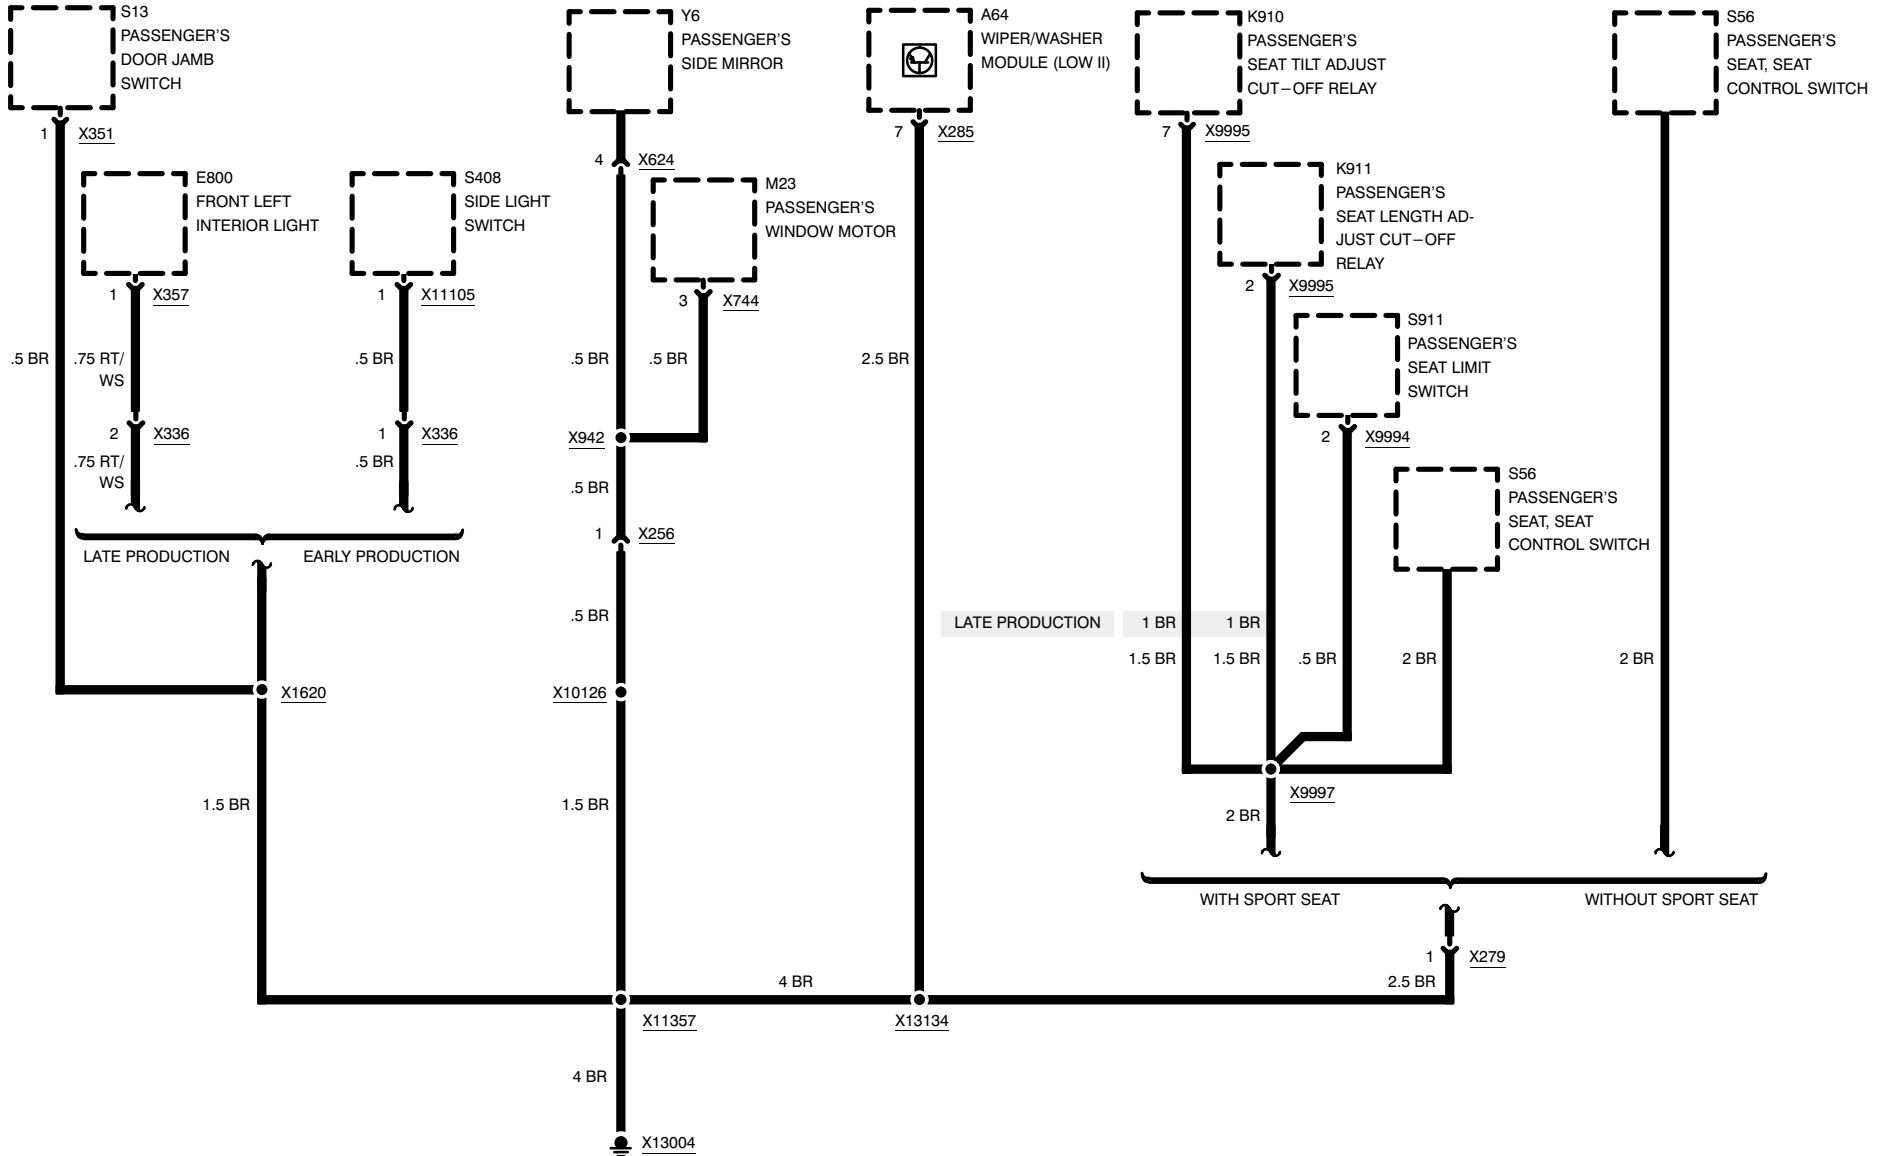 S13
PASSENGER'S
DOOR JAMB
SWITCH
Y6
PASSENGER'S
SIDE MIRROR
A64
WIPER/WASHER
MODULE (LOW II)
K910
PASSENGER'S
SEAT TILT ADJUST
CUT–OFF RELAY
S56
PASSENGER'S
SEAT, SEAT
CONTROL SWITCH
1 X351
4 X624
7 X285
7 X9995
E800
FRONT LEFT
INTERIOR LIGHT
S408
SIDE LIGHT
SWITCH
M23
PASSENGER'S
WINDOW MOTOR
K911
PASSENGER'S
SEAT LENGTH AD-
JUST CUT–OFF
RELAY
1 X357
1 X11105
3 X744
2 X9995
S911
PASSENGER'S
SEAT LIMIT
SWITCH
.5 BR
.75 RT/
WS
.5 BR
.5 BR
.5 BR
2.5 BR
2 X336
1 X336
X942
2 X9994
.75 RT/
WS
.5 BR
.5 BR
S56
PASSENGER'S
SEAT, SEAT
CONTROL SWITCH
1 X256
LATE PRODUCTION
EARLY PRODUCTION
.5 BR
LATE PRODUCTION
1 BR
1 BR
1.5 BR
1.5 BR
.5 BR
2 BR
2 BR
X1620
X10126
1.5 BR
1.5 BR
X9997
2 BR
WITH SPORT SEAT
WITHOUT SPORT SEAT
1 X279
4 BR
2.5 BR
X11357
X13134
4 BR
X13004